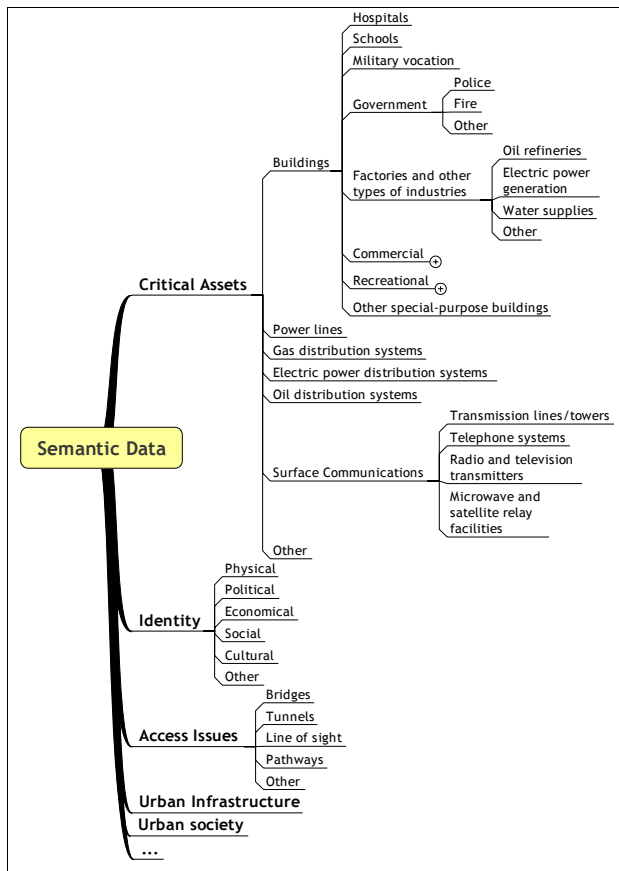 Hospitals
Schools
Military vocation
Police
Government
Fire
Other
Oil refineries
Buildings
Factories and other
types of industries
Electric power
generation
Water supplies
Other
Commercial
Recreational
Critical Assets
Other special-purpose buildings
Power lines
Gas distribution systems
Electric power distribution systems
Oil distribution systems
Transmission lines/towers
Semantic Data
Telephone systems
Surface Communications
Radio and television
transmitters
Microwave and
satellite relay
facilities
Other
Physical
Political
Identity
Economical
Social
Cultural
Other
Bridges
Tunnels
Access Issues
Line of sight
Pathways
Other
Urban Infrastructure
Urban society
...